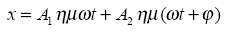 x = A₁ ημωt + A₂ ημ(ωt + φ)